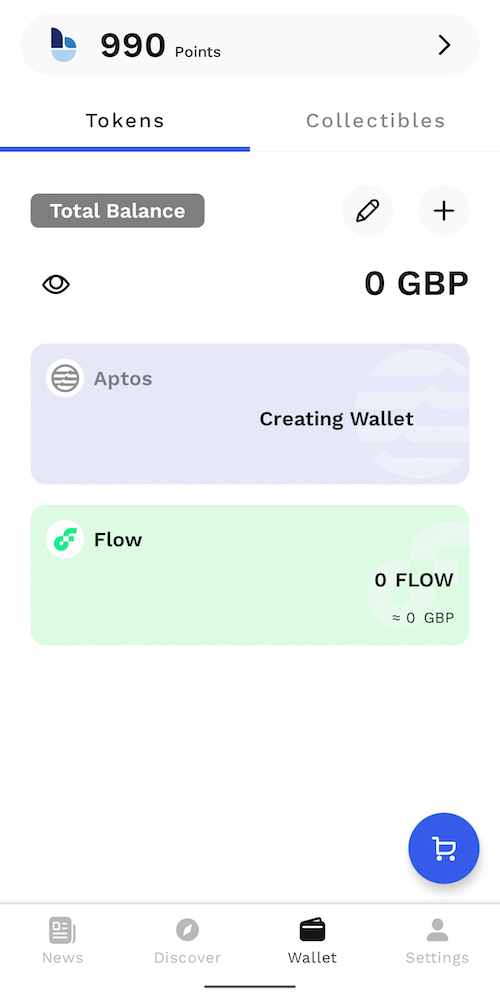 990 Points
Tokens Collectibles
Total Balance
0 GBP
Aptos
Creating Wallet
Flow
0 FLOW
≈ 0 GBP
News Discover Wallet Settings